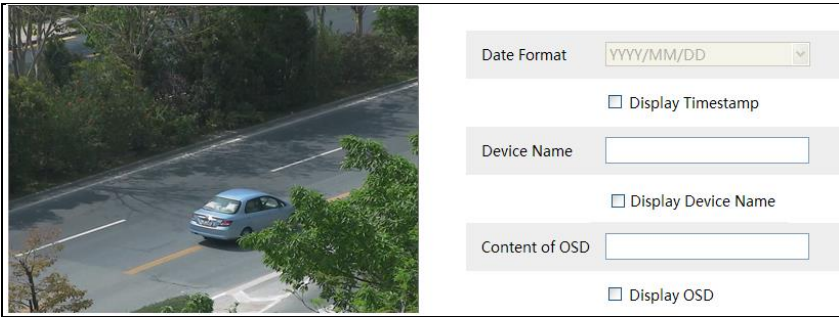 Date Format YYYY/MM/DD
Display Timestamp
Device Name
Display Device Name
Content of OSD
Display OSD